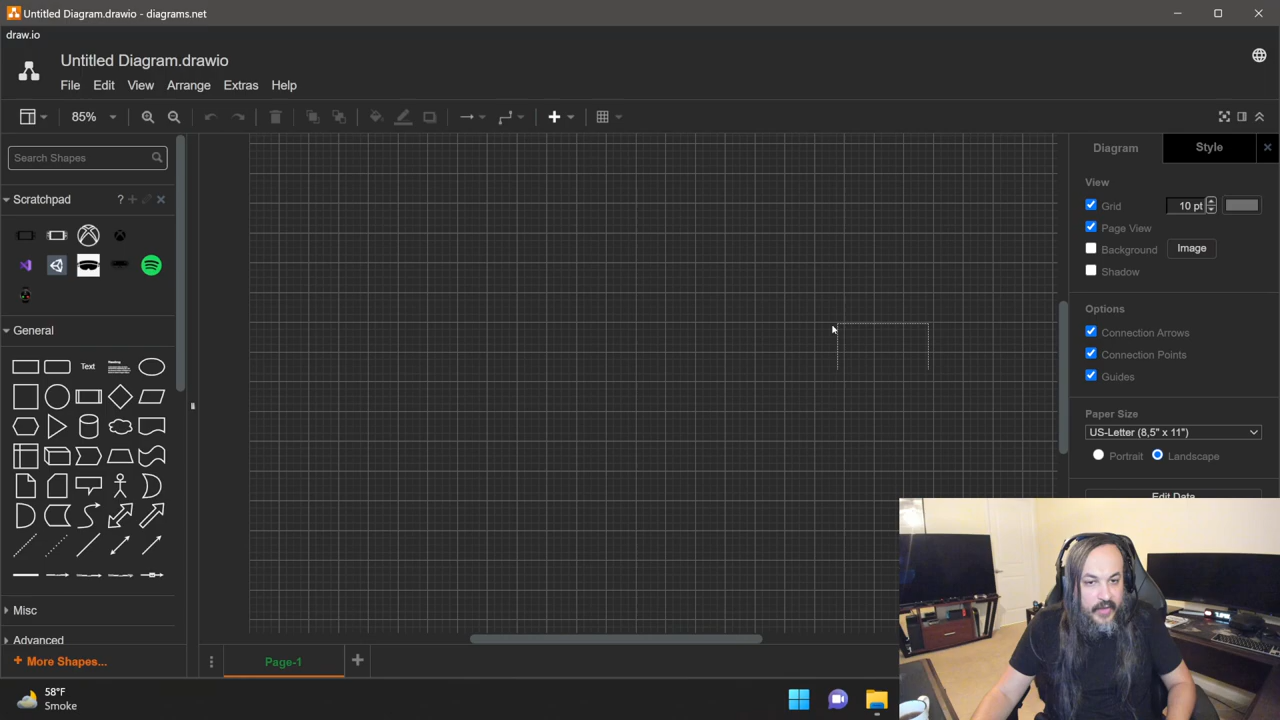 Untitled Diagram.drawio - diagrams.net
draw.io
Untitled Diagram.drawio
File Edit View Arrange Extras Help
85%
Search Shapes
Scratchpad ?
General
Text
Heading
Misc
Advanced
+ More Shapes...
Page-1
Diagram Style
View
Grid 10 pt
Page View
Background Image
Shadow
Options
Connection Arrows
Connection Points
Guides
Paper Size
US-Letter (8,5" x 11")
Portrait Landscape
Edit Data
58°F
Smoke